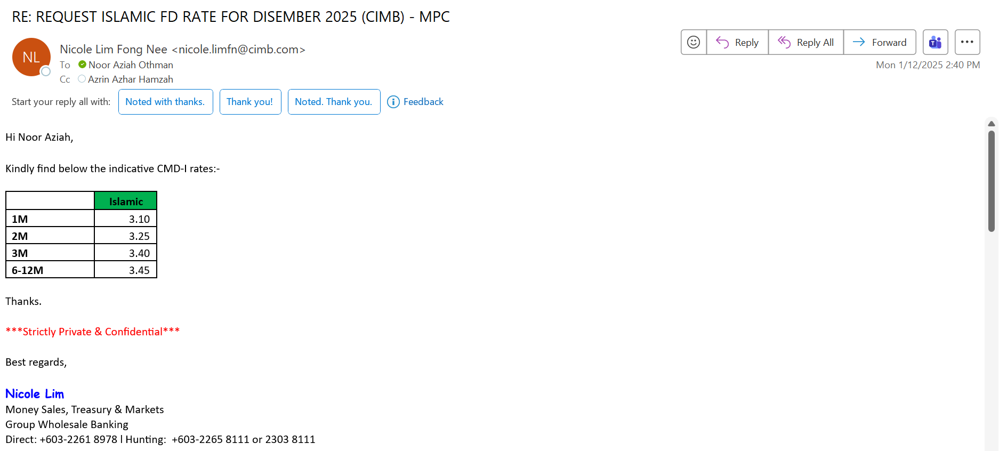 RE: REQUEST ISLAMIC FD RATE FOR DISEMBER 2025 (CIMB) - MPC
NL
Nicole Lim Fong Nee <nicole.limfn@cimb.com>
To Noor Aziah Othman
Cc Azrin Azhar Hamzah
Reply Reply All Forward
Mon 1/12/2025 2:40 PM
Start your reply all with: Noted with thanks. Thank you! Noted. Thank you. Feedback
Hi Noor Aziah,
Kindly find below the indicative CMD-I rates:-
Islamic
1M 3.10
2M 3.25
3M 3.40
6-12M 3.45
Thanks.
***Strictly Private & Confidential***
Best regards,
Nicole Lim
Money Sales, Treasury & Markets
Group Wholesale Banking
Direct: +603-2261 8978 l Hunting: +603-2265 8111 or 2303 8111